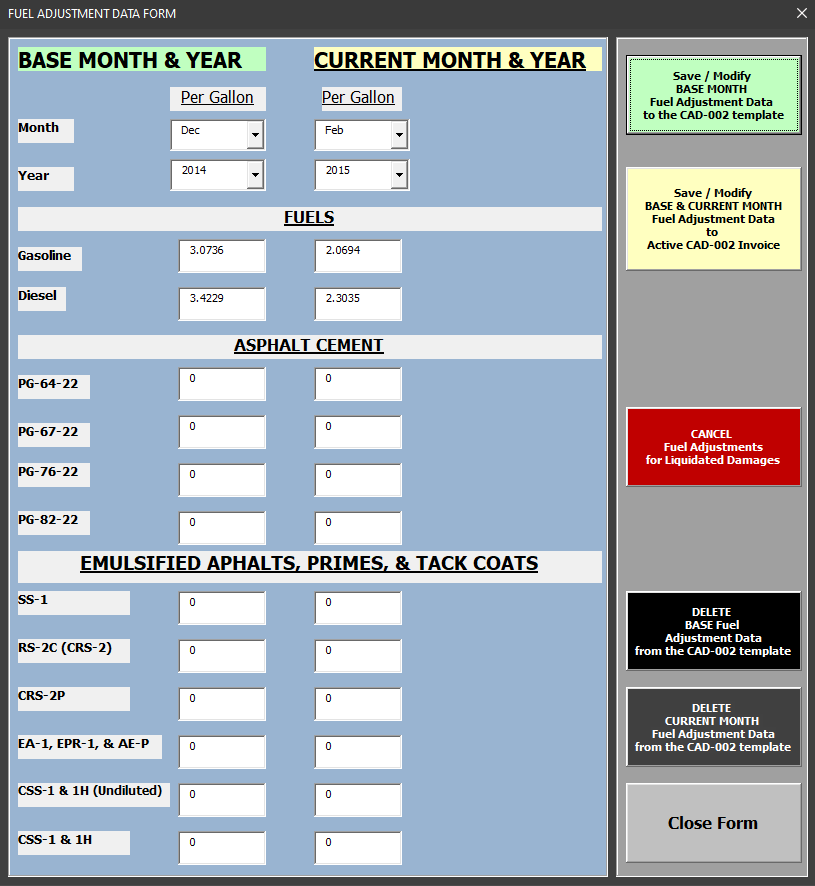 FUEL ADJUSTMENT DATA FORM
BASE MONTH & YEAR
CURRENT MONTH & YEAR
Per Gallon
Per Gallon
Month
Dec
Feb
Year
2014
2015
FUELS
Gasoline
3.0736
2.0694
Diesel
3.4229
2.3035
ASPHALT CEMENT
PG-64-22
0
0
PG-67-22
0
0
PG-76-22
0
0
PG-82-22
0
0
EMULSIFIED APHALTS, PRIMES, & TACK COATS
SS-1
0
0
RS-2C (CRS-2)
0
0
CRS-2P
0
0
EA-1, EPR-1, & AE-P
0
0
CSS-1 & 1H (Undiluted)
0
0
CSS-1 & 1H
0
0
Save / Modify
BASE MONTH
Fuel Adjustment Data
to the CAD-002 template
Save / Modify
BASE & CURRENT MONTH
Fuel Adjustment Data
to
Active CAD-002 Invoice
CANCEL
Fuel Adjustments
for Liquidated Damages
DELETE
BASE Fuel
Adjustment Data
from the CAD-002 template
DELETE
CURRENT MONTH
Fuel Adjustment Data
from the CAD-002 template
Close Form